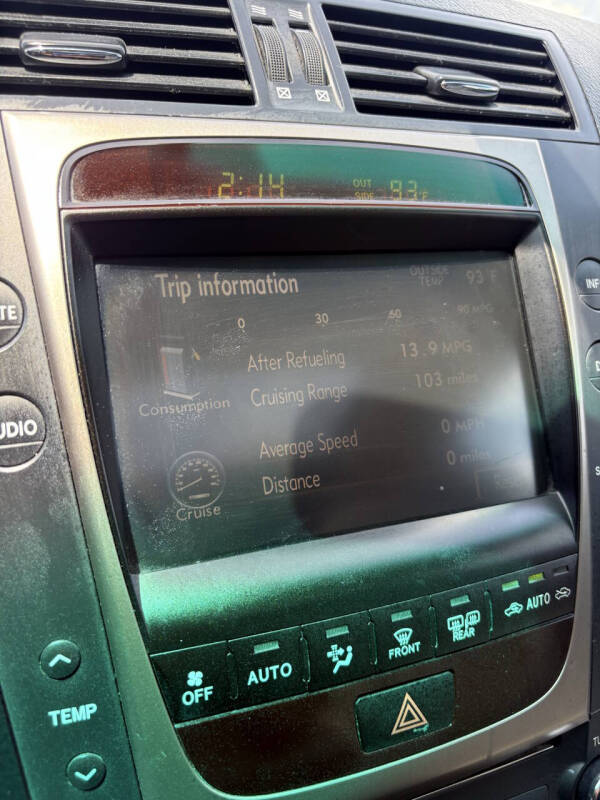 2:14 OUT SIDE 93°F
Trip information OUTSIDE TEMP 93°F
0 30 60 90 MPG
After Refueling 13.9 MPG
Consumption Cruising Range 103 miles
Average Speed 0 MPH
Distance 0 miles
Cruise
TE
UDIO
INF
D
S
OFF
AUTO
FRONT
REAR
AUTO
TEMP
TU